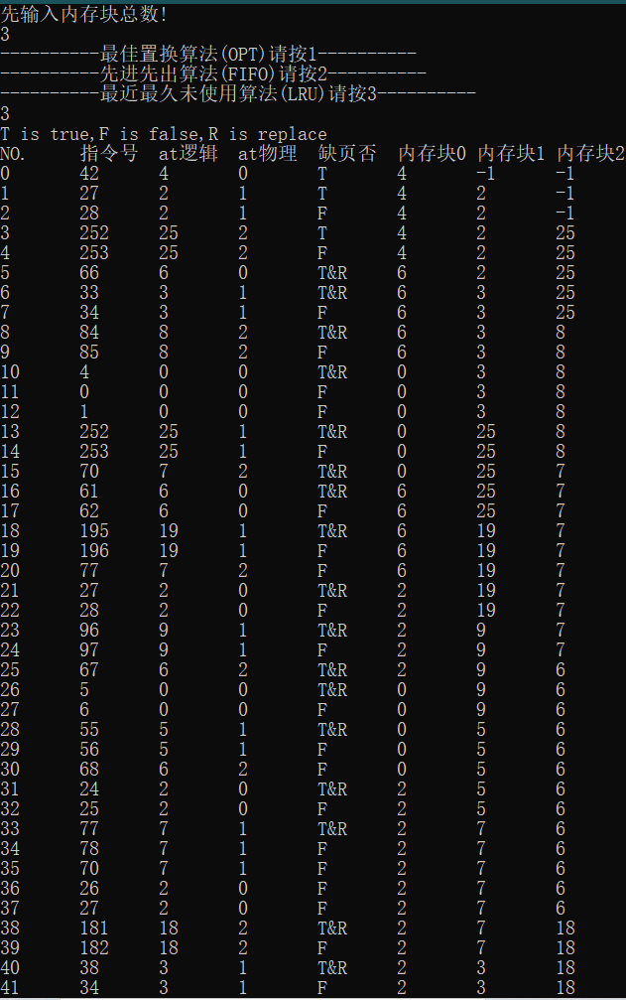 先输入内存块总数!
3
----------最佳置换算法(OPT)请按1----------
----------先进先出算法(FIFO)请按2----------
----------最近最久未使用算法(LRU)请按3----------
3
T is true,F is false,R is replace
NO. 指令号 at逻辑 at物理 缺页否 内存块0 内存块1 内存块2
0 42 4 0 T 4 -1 -1
1 27 2 1 T 4 2 -1
2 28 2 1 F 4 2 -1
3 252 25 2 T 4 2 25
4 253 25 2 F 4 2 25
5 66 6 0 T&R 6 2 25
6 33 3 1 T&R 6 3 25
7 34 3 1 F 6 3 25
8 84 8 2 T&R 6 3 8
9 85 8 2 F 6 3 8
10 4 0 0 T&R 0 3 8
11 0 0 0 F 0 3 8
12 1 0 0 F 0 3 8
13 252 25 1 T&R 0 25 8
14 253 25 1 F 0 25 8
15 70 7 2 T&R 0 25 7
16 61 6 0 T&R 6 25 7
17 62 6 0 F 6 25 7
18 195 19 1 T&R 6 19 7
19 196 19 1 F 6 19 7
20 77 7 2 F 6 19 7
21 27 2 0 T&R 2 19 7
22 28 2 0 F 2 19 7
23 96 9 1 T&R 2 9 7
24 97 9 1 F 2 9 7
25 67 6 2 T&R 2 9 6
26 5 0 0 T&R 0 9 6
27 6 0 0 F 0 9 6
28 55 5 1 T&R 0 5 6
29 56 5 1 F 0 5 6
30 68 6 2 F 0 5 6
31 24 2 0 T&R 2 5 6
32 25 2 0 F 2 5 6
33 77 7 1 T&R 2 7 6
34 78 7 1 F 2 7 6
35 70 7 1 F 2 7 6
36 26 2 0 F 2 7 6
37 27 2 0 F 2 7 6
38 181 18 2 T&R 2 7 18
39 182 18 2 F 2 7 18
40 38 3 1 T&R 2 3 18
41 34 3 1 F 2 3 18